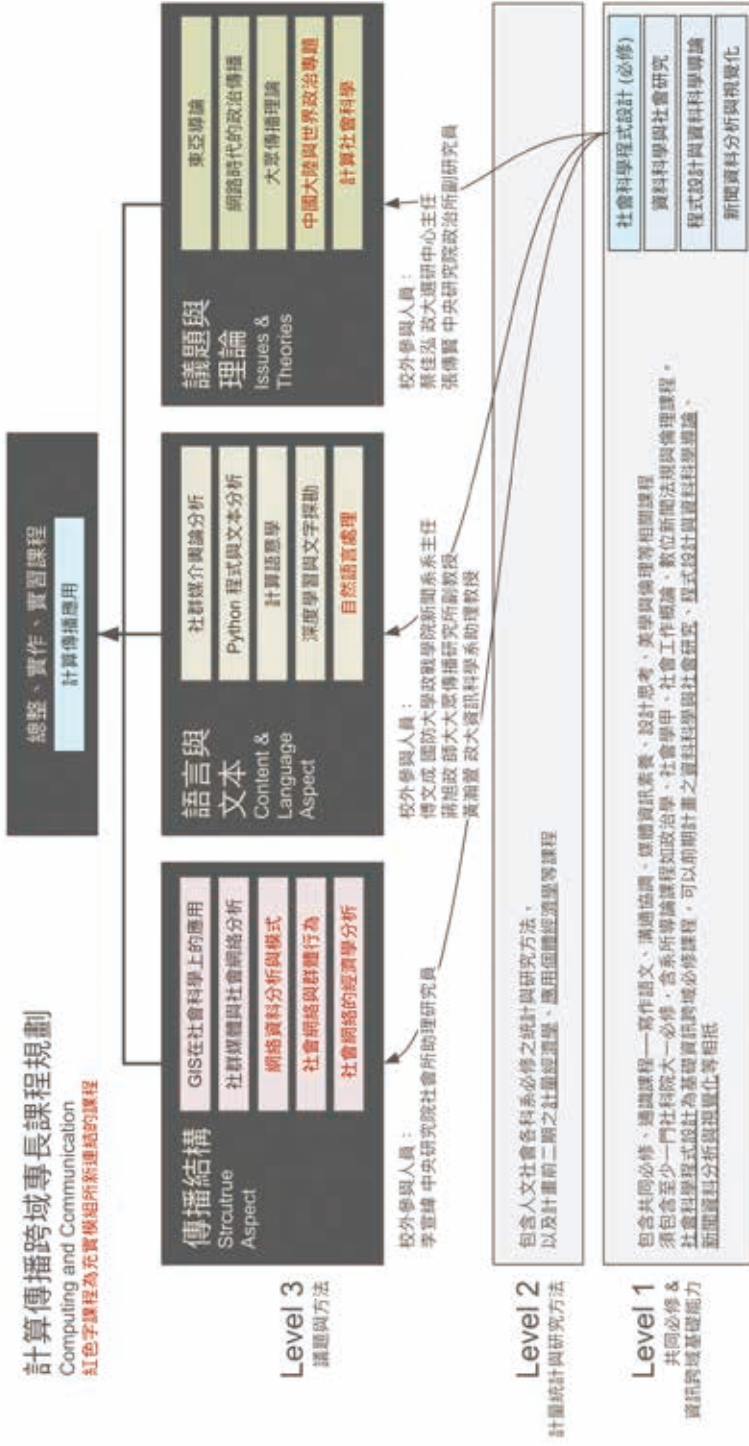 計算傳播跨域專長課程規劃
Computing and Communication
紅色字課程為充實模組所新連結的課程
總整、實作、實習課程
計算傳播應用
Level 3
議題與方法
傳播結構
Strcutrue
Aspect
GIS在社會科學上的應用
社群媒體與社會網絡分析
網絡資料分析與模式
社會網絡與群體行為
社會網絡的經濟學分析
校外參與人員：
李宣緯 中央研究院社會所助理研究員
語言與
文本
Content &
Language
Aspect
社群媒介輿論分析
Python 程式與文本分析
計算語意學
深度學習與文字探勘
自然語言處理
校外參與人員：
傅文成 國防大學政戰學院新聞系系主任
蔣旭政 師大大眾傳播研究所副教授
黃瀚萱 政大資訊科學系助理教授
議題與
理論
Issues &
Theories
東亞導論
網路時代的政治傳播
大眾傳播理論
中國大陸與世界政治專題
計算社會科學
校外參與人員：
蔡佳泓 政大選研中心主任
張傳賢 中央研究院政治所副研究員
Level 2
計量統計與研究方法
包含人文社會各科系必修之統計與研究方法、
以及計畫前二期之計量經濟學、應用個體經濟學等課程
Level 1
共同必修 &
資訊跨域基礎能力
包含共同必修、通識課程—寫作語文、溝通協調、媒體資訊素養、設計思考、美學與倫理等相關課程
須包含至少一門社科院大一必修，含系所導論課程如政治學、社會學甲、社會工作概論、數位新聞法規與倫理課程。
社會科學程式設計為基礎資訊跨域必修課程，可以前期計畫之資料科學與社會研究、程式設計與資料科學導論、
新聞資料分析與視覺化等相抵
社會科學程式設計 (必修)
資料科學與社會研究
程式設計與資料科學導論
新聞資料分析與視覺化